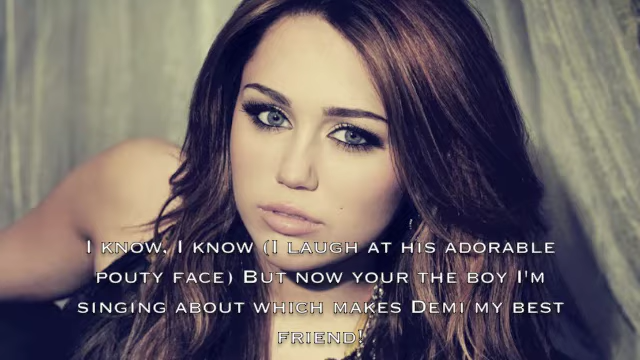 I KNOW, I KNOW (I LAUGH AT HIS ADORABLE
POUTY FACE) BUT NOW YOUR THE BOY I'M
SINGING ABOUT WHICH MAKES DEMI MY BEST
FRIEND!